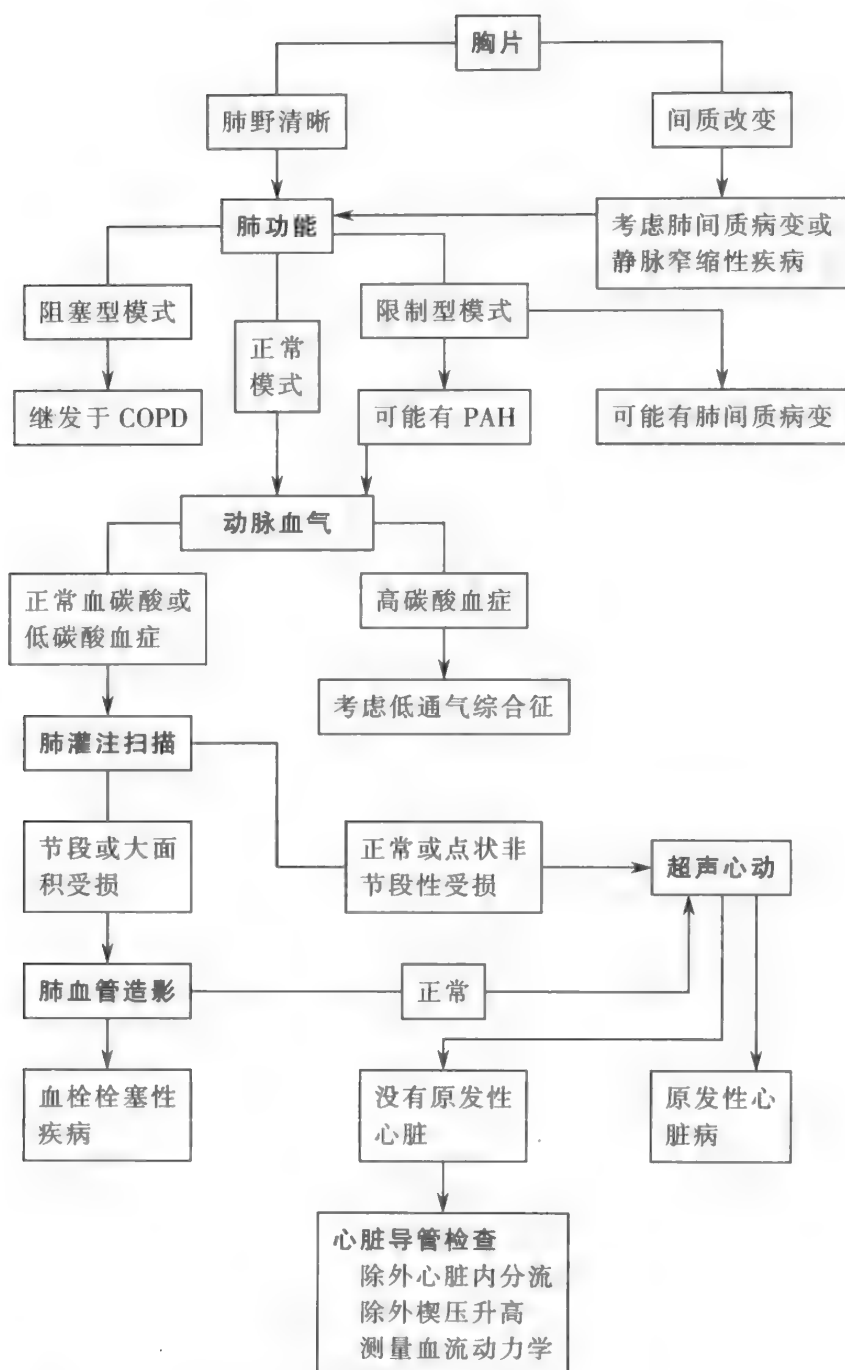 胸片
肺野清晰
间质改变
肺功能
考虑肺间质病变或
静脉窄缩性疾病
阻塞型模式
正常
模式
限制型模式
继发于 COPD
可能有 PAH
可能有肺间质病变
动脉血气
正常血碳酸或
低碳酸血症
高碳酸血症
考虑低通气综合征
肺灌注扫描
节段或大面
积受损
正常或点状非
节段性受损
超声心动
肺血管造影
正常
血栓栓塞性
疾病
没有原发性
心脏
原发性心
脏病
心脏导管检查
除外心脏内分流
除外楔压升高
测量血流动力学